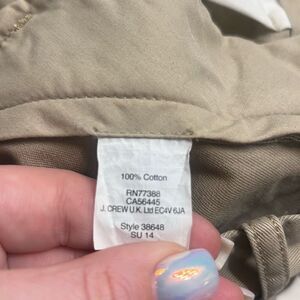 100% Cotton
RN77388
CA56445
J. CREW U.K. Ltd EC4V 6JA
Style 38648
SU 14